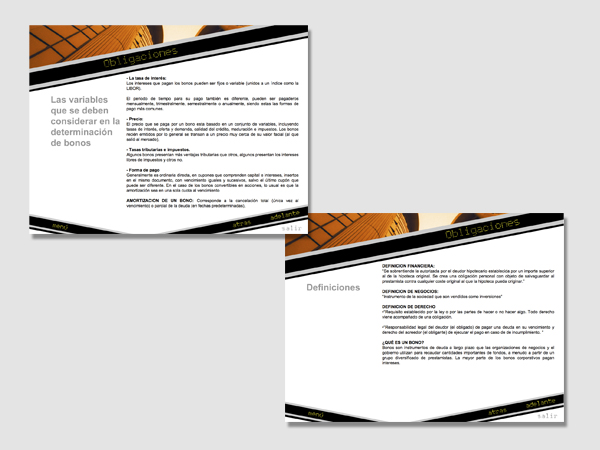 Obligaciones
Las variables
que se deben
considerar en la
determinación
de bonos
- La tasa de interés:
Los intereses que pagan los bonos pueden ser fijos o variable (unidos a un índice como la
LIBOR).
El periodo de tiempo para su pago también es diferente, pueden ser pagaderos
mensualmente, trimestralmente, semestralmente o anualmente, siendo estas las formas de
pago más comunes.
- Precio:
El precio que se paga por un bono esta basado en un conjunto de variables, incluyendo
tasas de interés, oferta y demanda, calidad del crédito, maduración e impuestos. Los bonos
recién emitidos por lo general se transan a un precio muy cerca de su valor facial (al que
salió al mercado).
- Tasas tributarias e impuestos.
Algunos bonos presentan más ventajas tributarias que otros, algunos presentan los intereses
libres de impuestos y otros no.
- Forma de pago
Generalmente es ordinaria dirada, en cupones que comprenden capital e intereses, insertos
en el mismo documento, con vencimiento iguales y sucesivos, salvo el último cupón que
puede ser diferente. En el caso de los bonos convertibles en acciones, lo usual es que la
amortización sea en una sola cuota al vencimiento
AMORTIZACION DE UN BONO: Corresponde a la cancelación total (única vez al
vencimiento) o parcial de la deuda (en fechas predeterminadas).
menú
atras
adelante
salir
Obligaciones
Definiciones
DEFINICION FINANCIERA:
"Se sobrentiende la autorizada por el deudor hipotecario establecida por un importe superior
al de la hipoteca original. Se crea una obligación personal con objeto de salvaguardar al
prestamista contra cualquier coste original al que la hipoteca pueda originar."
DEFINICION DE NEGOCIOS:
"Instrumento de la sociedad que son vendidos como inversiones"
DEFINICION DE DERECHO
"Requisito establecido por la ley o por las partes de hacer o no hacer algo. Todo derecho
viene acompañado de una obligación.
"Responsabilidad legal del deudor (el obligado) de pagar una deuda en su vencimiento y
derecho del acreedor (el obligante) de ejecutar el pago en caso de de incumplimiento. "
¿QUÉ ES UN BONO?
Bonos son instrumentos de deuda a largo plazo que las organizaciones de negocios y el
gobierno utilizan para recaudar cantidades importantes de fondos, a menudo a partir de un
grupo diversificado de prestamistas. La mayor parte de los bonos corporativos pagan
intereses.
menú
atras
adelante
salir